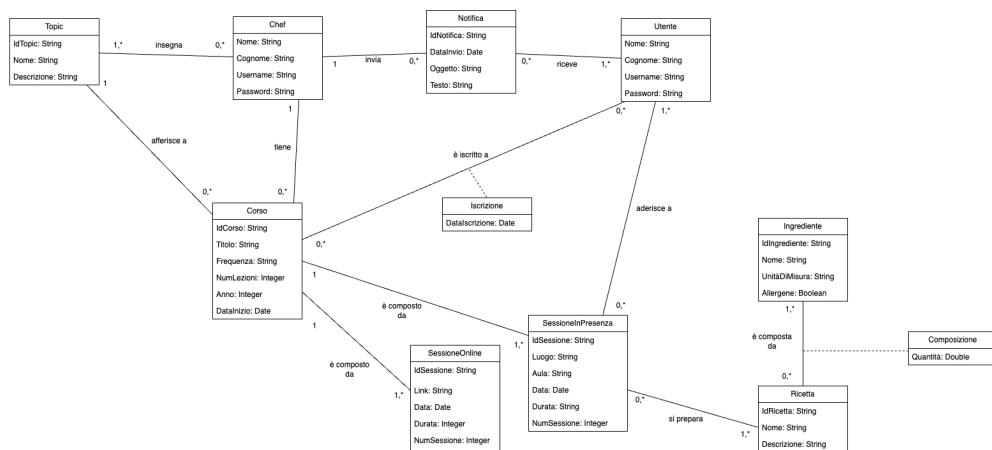 Topic
IdTopic: String
Nome: String
Descrizione: String
1,*
insegna
0,*
Chef
Nome: String
Cognome: String
Username: String
Password: String
1
invia
0,*
Notifica
IdNotifica: String
DataInvio: Date
Oggetto: String
Testo: String
0,*
riceve
1,*
Utente
Nome: String
Cognome: String
Username: String
Password: String
1
afferisce a
0,*
1
tiene
0,*
0,*
è iscritto a
0,*
Iscrizione
DataIscrizione: Date
1,*
aderisce a
0,*
Corso
IdCorso: String
Titolo: String
Frequenza: String
NumLezioni: Integer
Anno: Integer
DataInizio: Date
1
è composto
da
1,*
1
è composto
da
1,*
SessioneOnline
IdSessione: String
Link: String
Data: Date
Durata: Integer
NumSessione: Integer
SessioneInPresenza
IdSessione: String
Luogo: String
Aula: String
Data: Date
Durata: String
NumSessione: Integer
0,*
si prepara
1,*
Ingrediente
IdIngrediente: String
Nome: String
UnitàDiMisura: String
Allergene: Boolean
1,*
è composta
da
0,*
Composizione
Quantità: Double
Ricetta
IdRicetta: String
Nome: String
Descrizione: String